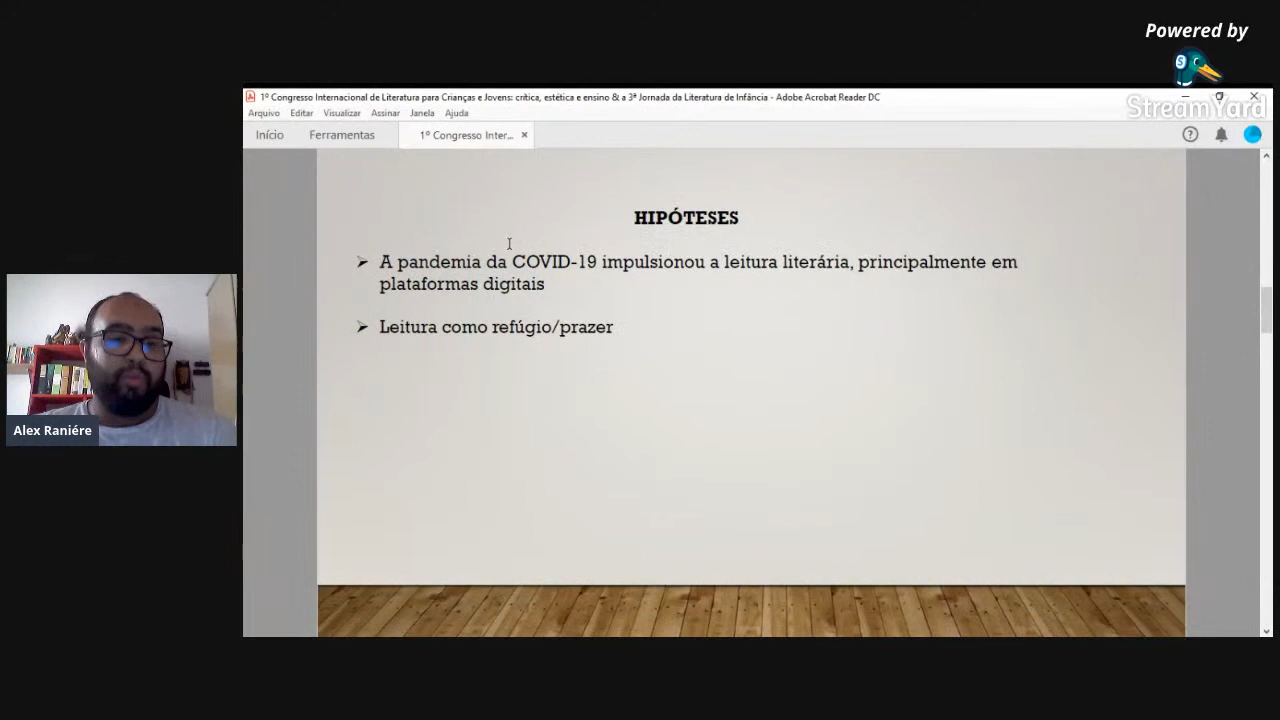 Powered by
StreamYard
1º Congresso Internacional de Literatura para Crianças e Jovens: crítica, estética e ensino & a 3ª Jornada da Literatura de Infância - Adobe Acrobat Reader DC
Arquivo Editar Visualizar Assinar Janela Ajuda
Início Ferramentas 1º Congresso Inter... ×
HIPÓTESES
➢ A pandemia da COVID-19 impulsionou a leitura literária, principalmente em
plataformas digitais
➢ Leitura como refúgio/prazer
Alex Raniére